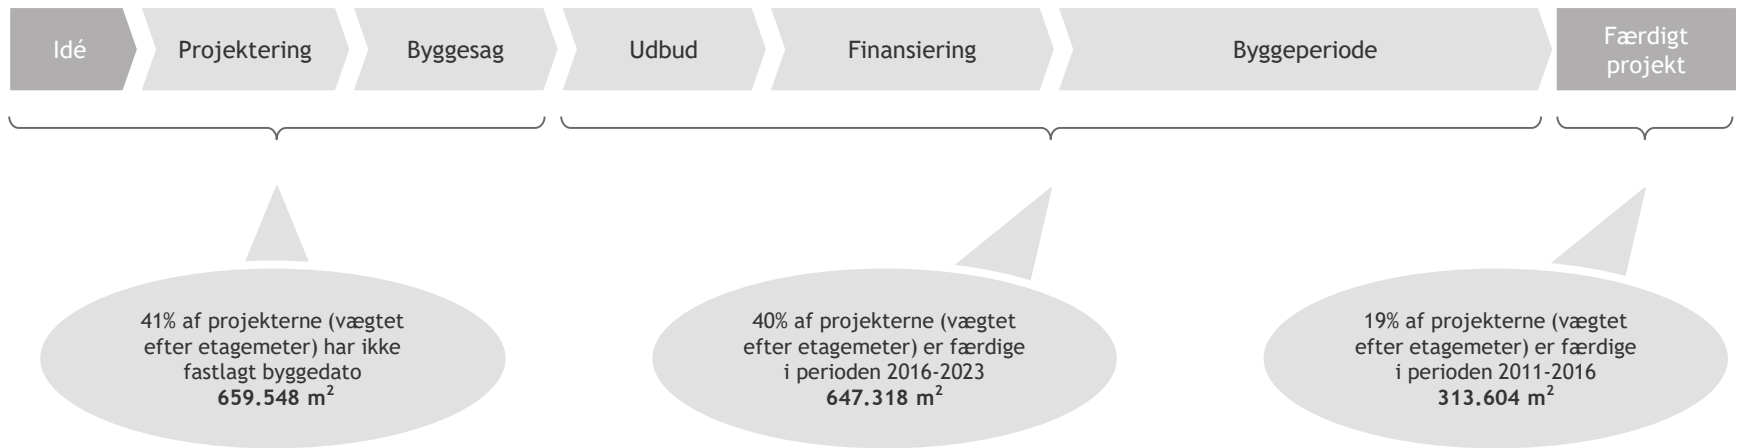 Idé
Projektering
Byggesag
Udbud
Finansiering
Byggeperiode
Færdigt
projekt
41% af projekterne (vægtet
efter etagemeter) har ikke
fastlagt byggedato
659.548 m²
40% af projekterne (vægtet
efter etagemeter) er færdige
i perioden 2016-2023
647.318 m²
19% af projekterne (vægtet
efter etagemeter) er færdige
i perioden 2011-2016
313.604 m²